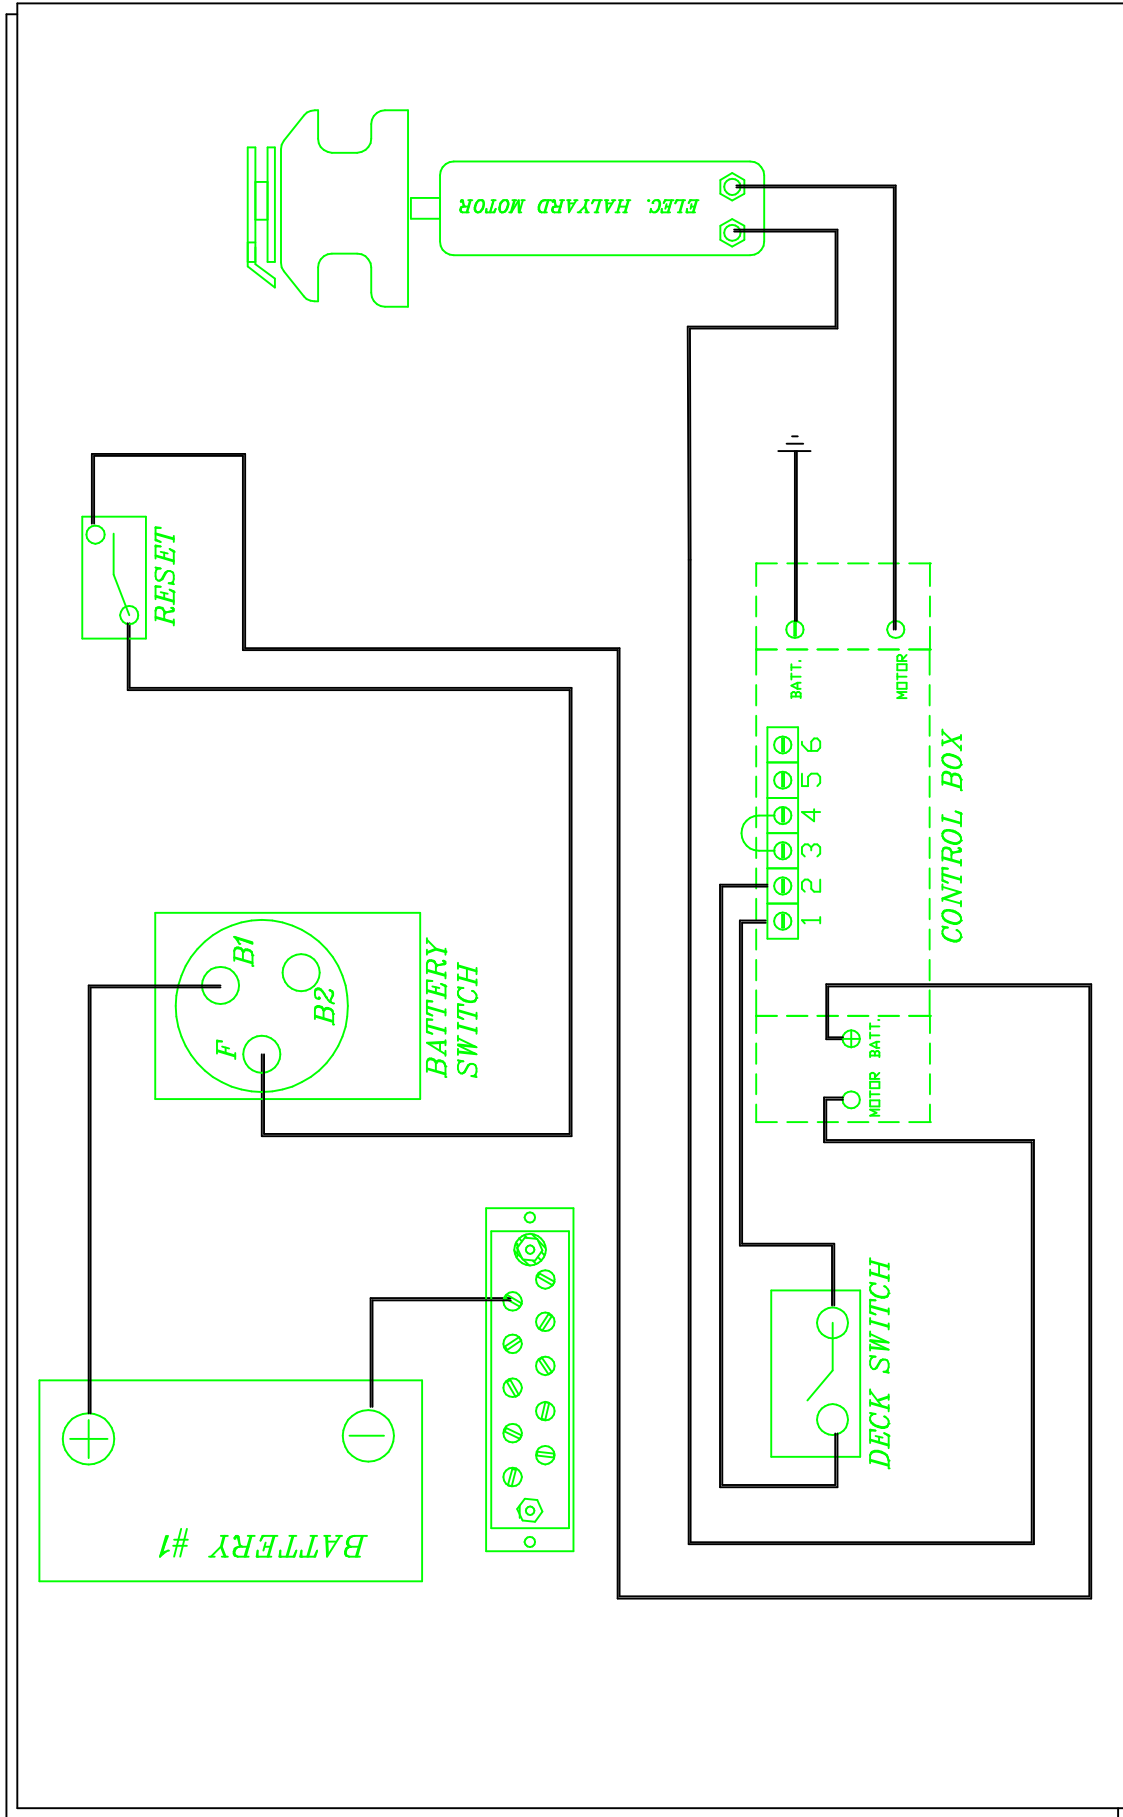 ELEC. HALYARD MOTOR
RESET
BATT.
MOTOR
6
5
4
3
2
1
CONTROL BOX
B1
B2
F
BATTERY
SWITCH
MOTOR BATT.
DECK SWITCH
BATTERY #1